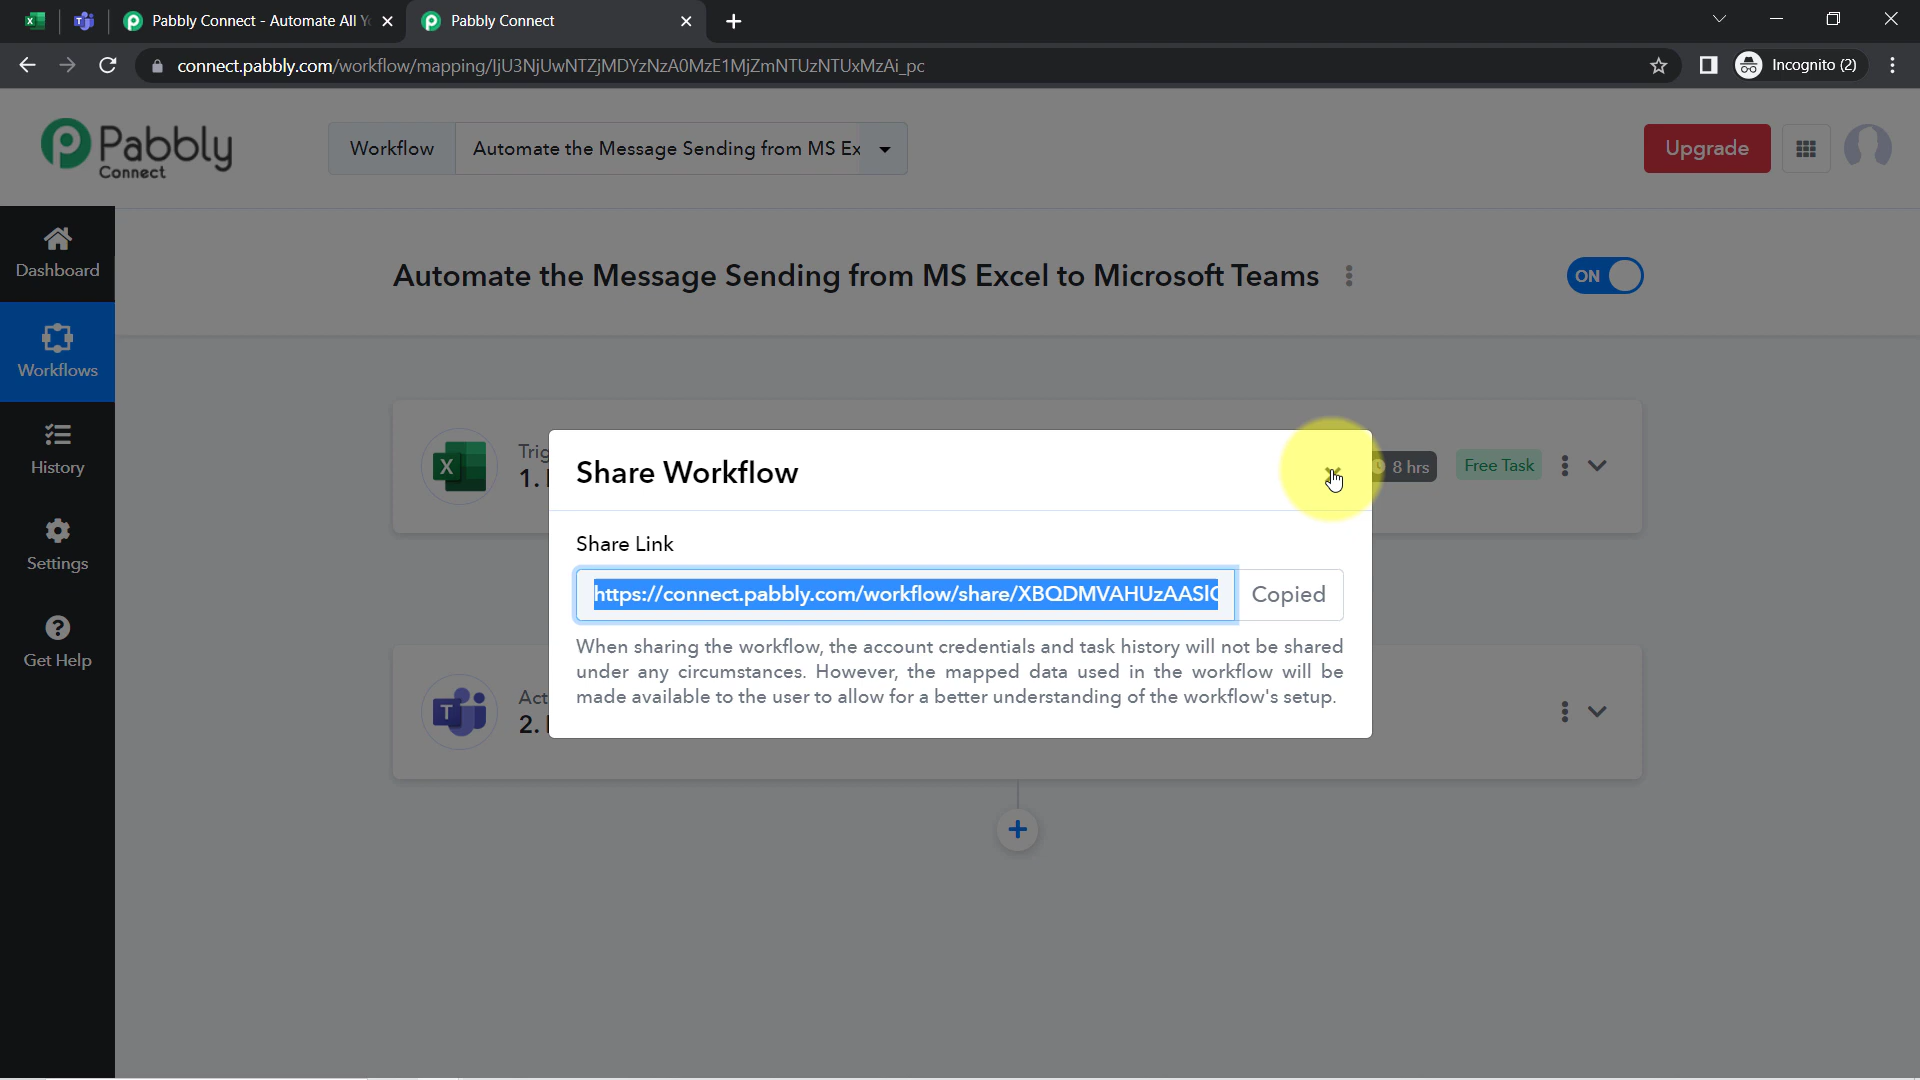 Pabbly Connect - Automate All Y
Pabbly Connect
connect.pabbly.com/workflow/mapping/IjU3NjUwNTZjMDYzNzA0MzE1MjZmNTUzNTUxMzAi_pc
Incognito (2)
Pabbly
Connect
Workflow
Automate the Message Sending from MS Ex
Upgrade
Dashboard
Workflows
History
Settings
Get Help
Automate the Message Sending from MS Excel to Microsoft Teams
ON
Trig
1.
8 hrs
Free Task
Share Workflow
Share Link
https://connect.pabbly.com/workflow/share/XBQDMVAHUzAASlC
Copied
When sharing the workflow, the account credentials and task history will not be shared
under any circumstances. However, the mapped data used in the workflow will be
made available to the user to allow for a better understanding of the workflow's setup.
Act
2.